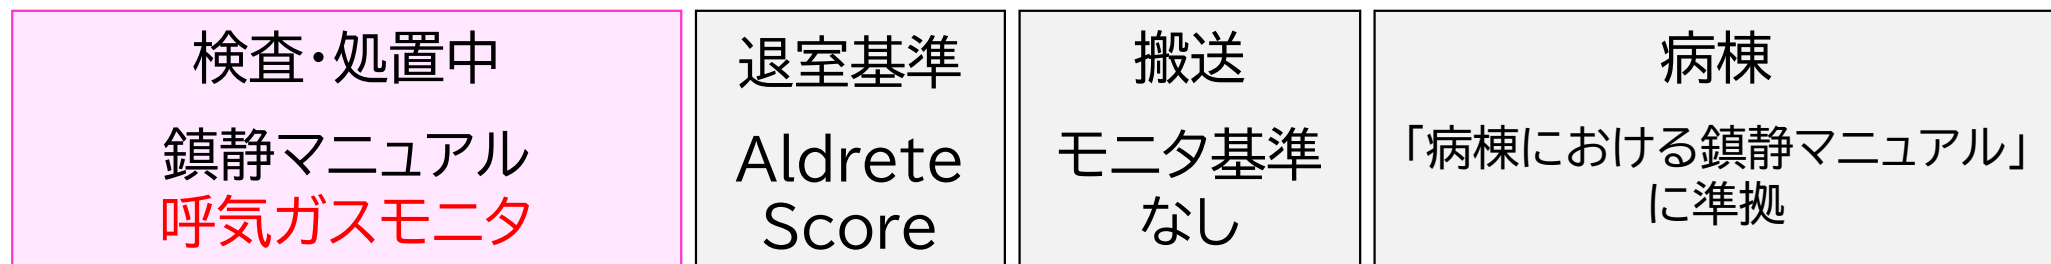 検査・処置中
鎮静マニュアル
呼気ガスモニタ
退室基準
Aldrete
Score
搬送
モニタ基準
なし
病棟
「病棟における鎮静マニュアル」
に準拠